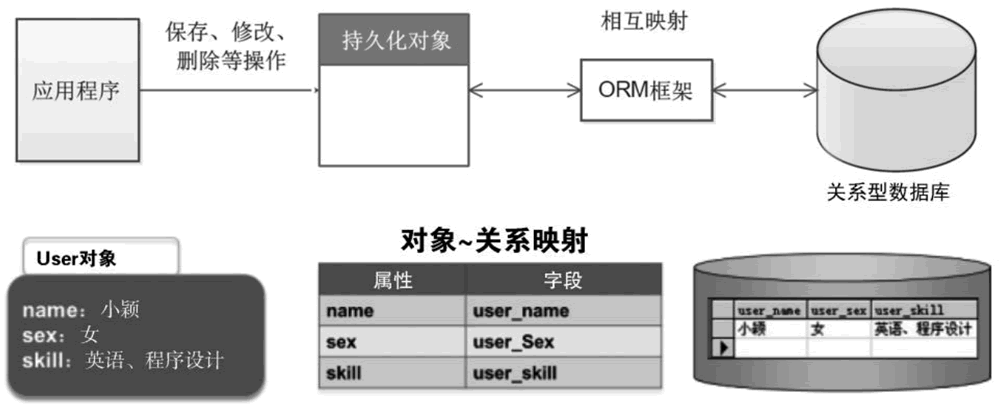 应用程序
保存、修改、
删除等操作
持久化对象
相互映射
ORM框架
关系型数据库
User对象
name：小颖
sex：女
skill：英语、程序设计
对象~关系映射
属性 字段
name user_name
sex user_Sex
skill user_skill
user_name user_sex user_skill
小颖 女 英语、程序设计